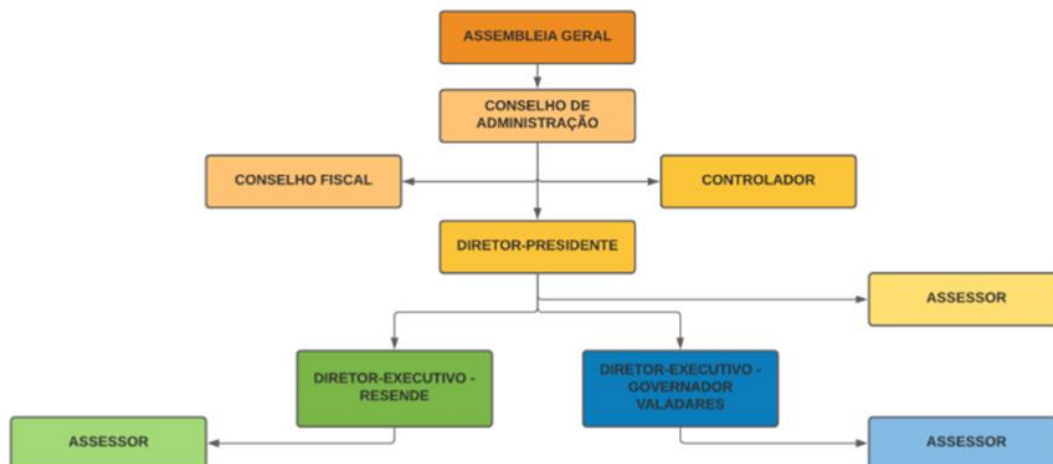 ASSEMBLEIA GERAL
CONSELHO DE
ADMINISTRAÇÃO
CONSELHO FISCAL
CONTROLADOR
DIRETOR-PRESIDENTE
ASSESSOR
DIRETOR-EXECUTIVO -
RESENDE
DIRETOR-EXECUTIVO -
GOVERNADOR
VALADARES
ASSESSOR
ASSESSOR